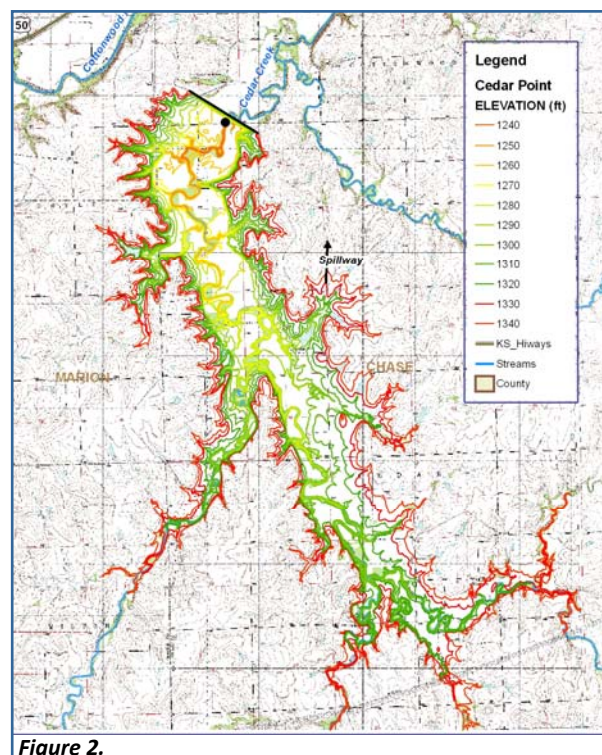 50
Cottonwood
Cedar Creek
Legend
Cedar Point
ELEVATION (ft)
1240
1250
1260
1270
1280
1290
1300
1310
1320
1330
1340
KS_Hiways
Streams
County
Spillway
MARION
CHASE
Figure 2.